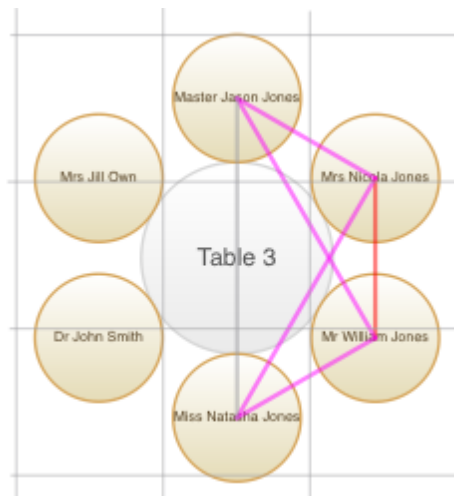 Master Jason Jones
Mrs Jill Own
Mrs Nicola Jones
Table 3
Dr John Smith
Mr William Jones
Miss Natasha Jones